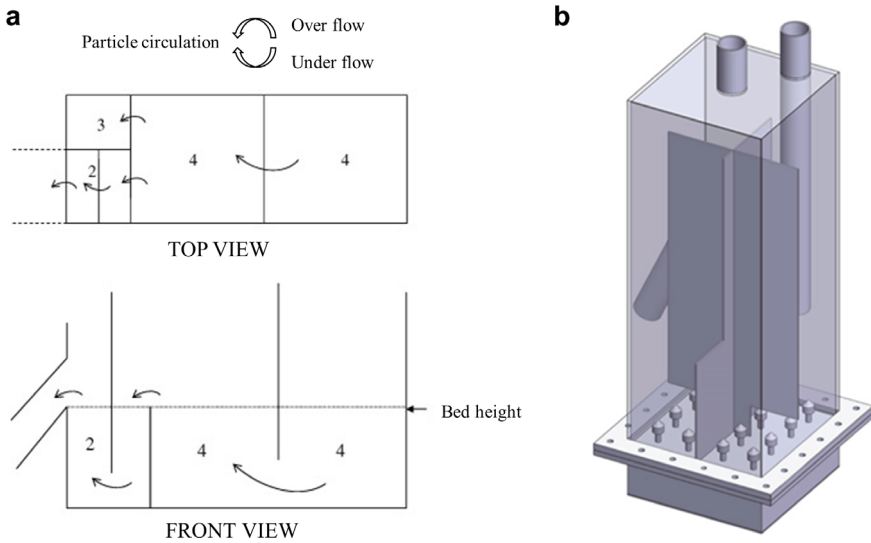 a
b
Particle circulation
Over flow
Under flow
3
2
4
4
TOP VIEW
Bed height
2
4
4
FRONT VIEW